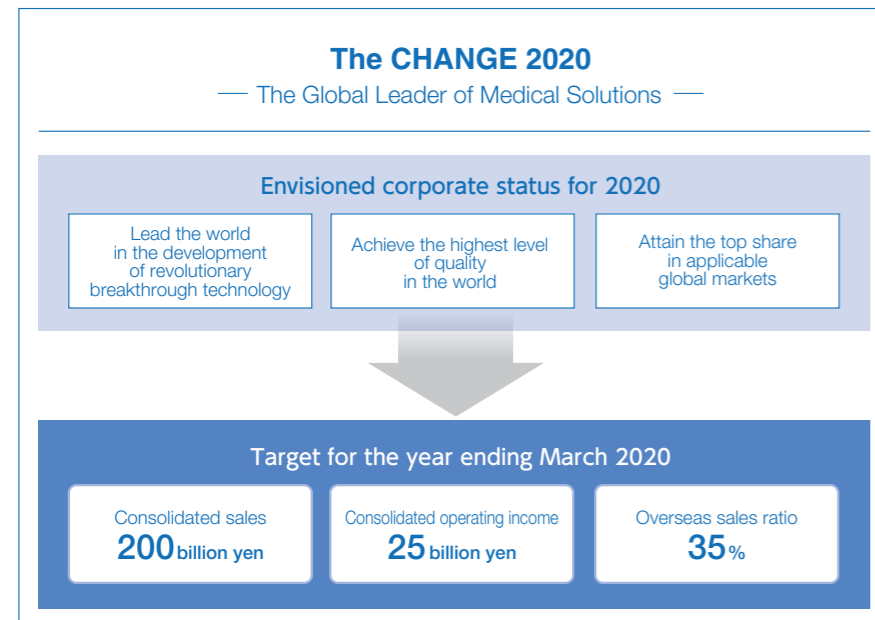 The CHANGE 2020
— The Global Leader of Medical Solutions —
Envisioned corporate status for 2020
Lead the world
in the development
of revolutionary
breakthrough technology
Achieve the highest level
of quality
in the world
Attain the top share
in applicable
global markets
Target for the year ending March 2020
Consolidated sales
200 billion yen
Consolidated operating income
25 billion yen
Overseas sales ratio
35%